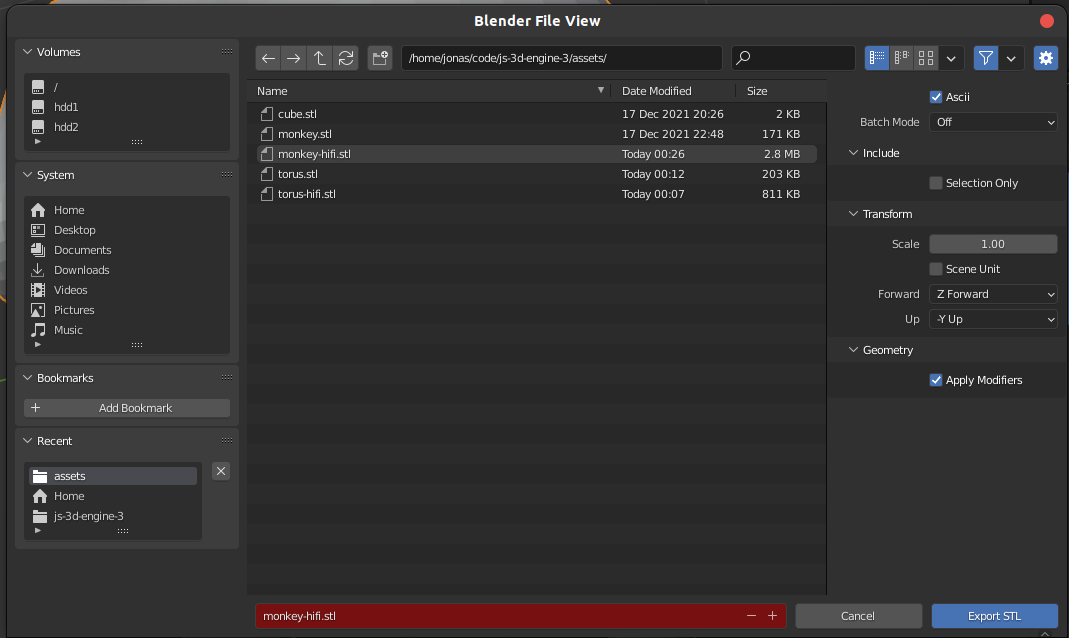 Blender File View
Volumes
/
hdd1
hdd2
System
Home
Desktop
Documents
Downloads
Videos
Pictures
Music
Bookmarks
+ Add Bookmark
Recent
assets
Home
js-3d-engine-3
/home/jonas/code/js-3d-engine-3/assets/
Name Date Modified Size
cube.stl 17 Dec 2021 20:26 2 KB
monkey.stl 17 Dec 2021 22:48 171 KB
monkey-hifi.stl Today 00:26 2.8 MB
torus.stl Today 00:12 203 KB
torus-hifi.stl Today 00:07 811 KB
Ascii
Batch Mode Off
Include
Selection Only
Transform
Scale 1.00
Scene Unit
Forward Z Forward
Up -Y Up
Geometry
Apply Modifiers
monkey-hifi.stl − +
Cancel
Export STL